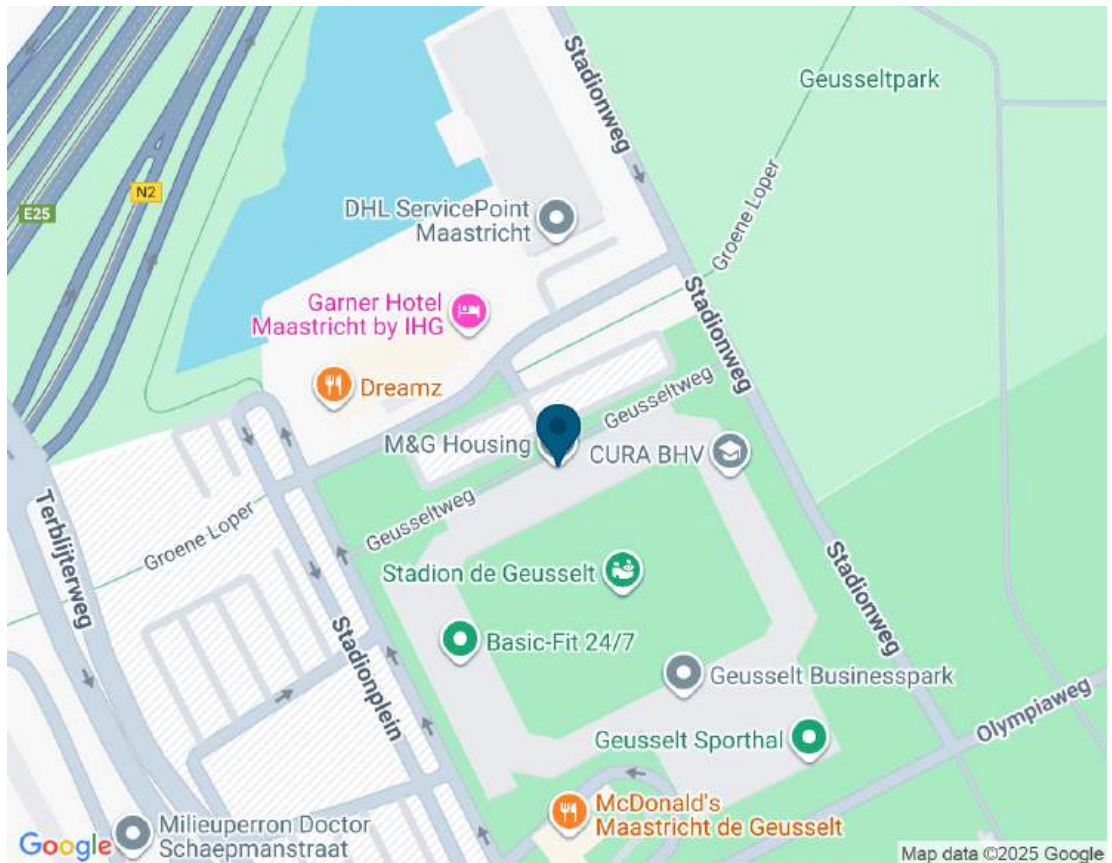 Stadionweg
Geusseltpark
N2
E25
DHL ServicePoint
Maastricht
Groene Loper
Garner Hotel
Maastricht by IHG
Stadionweg
Dreamz
Geusseltweg
M&G Housing
CURA BHV
Terblijterweg
Groene Loper
Geusseltweg
Stadion de Geusselt
Stadionweg
Basic-Fit 24/7
Stadionplein
Geusselt Businesspark
Olympiaweg
Geusselt Sporthal
McDonald's
Maastricht de Geusselt
Milieuperron Doctor
Schaepmanstraat
Google
Map data ©2025 Google